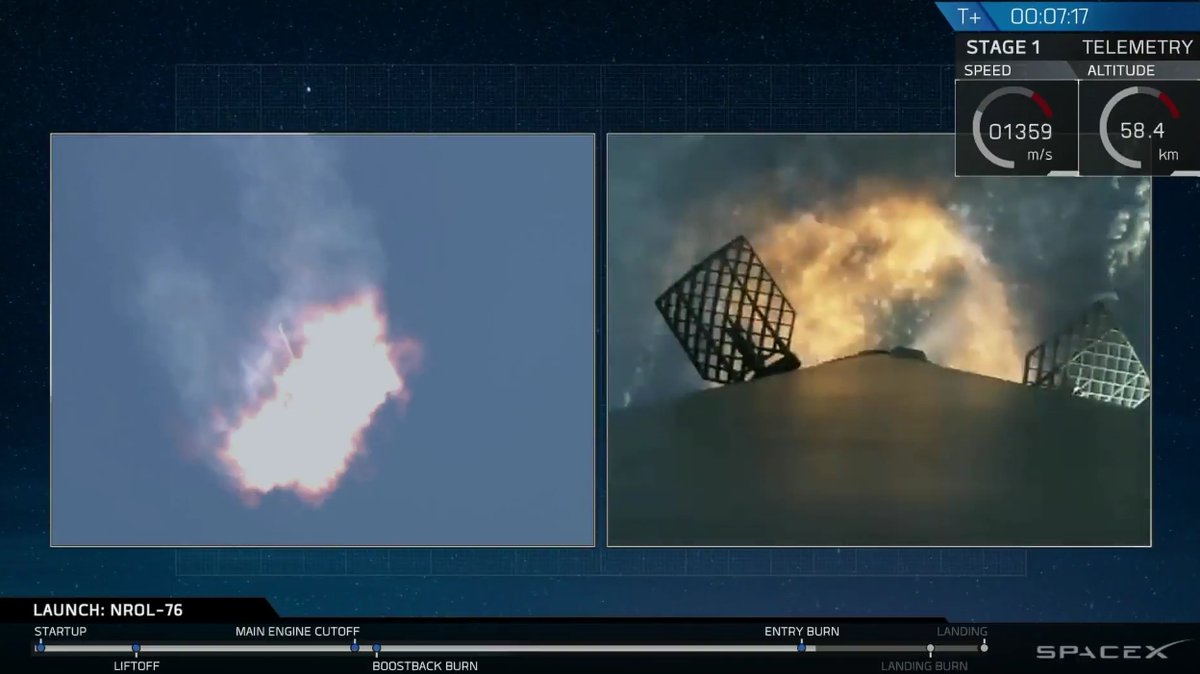 T+ 00:07:17
STAGE 1 TELEMETRY
SPEED ALTITUDE
01359 58.4
m/s km
LAUNCH: NROL-76
STARTUP MAIN ENGINE CUTOFF ENTRY BURN LANDING
LIFTOFF BOOSTBACK BURN LANDING BURN
SPACEX